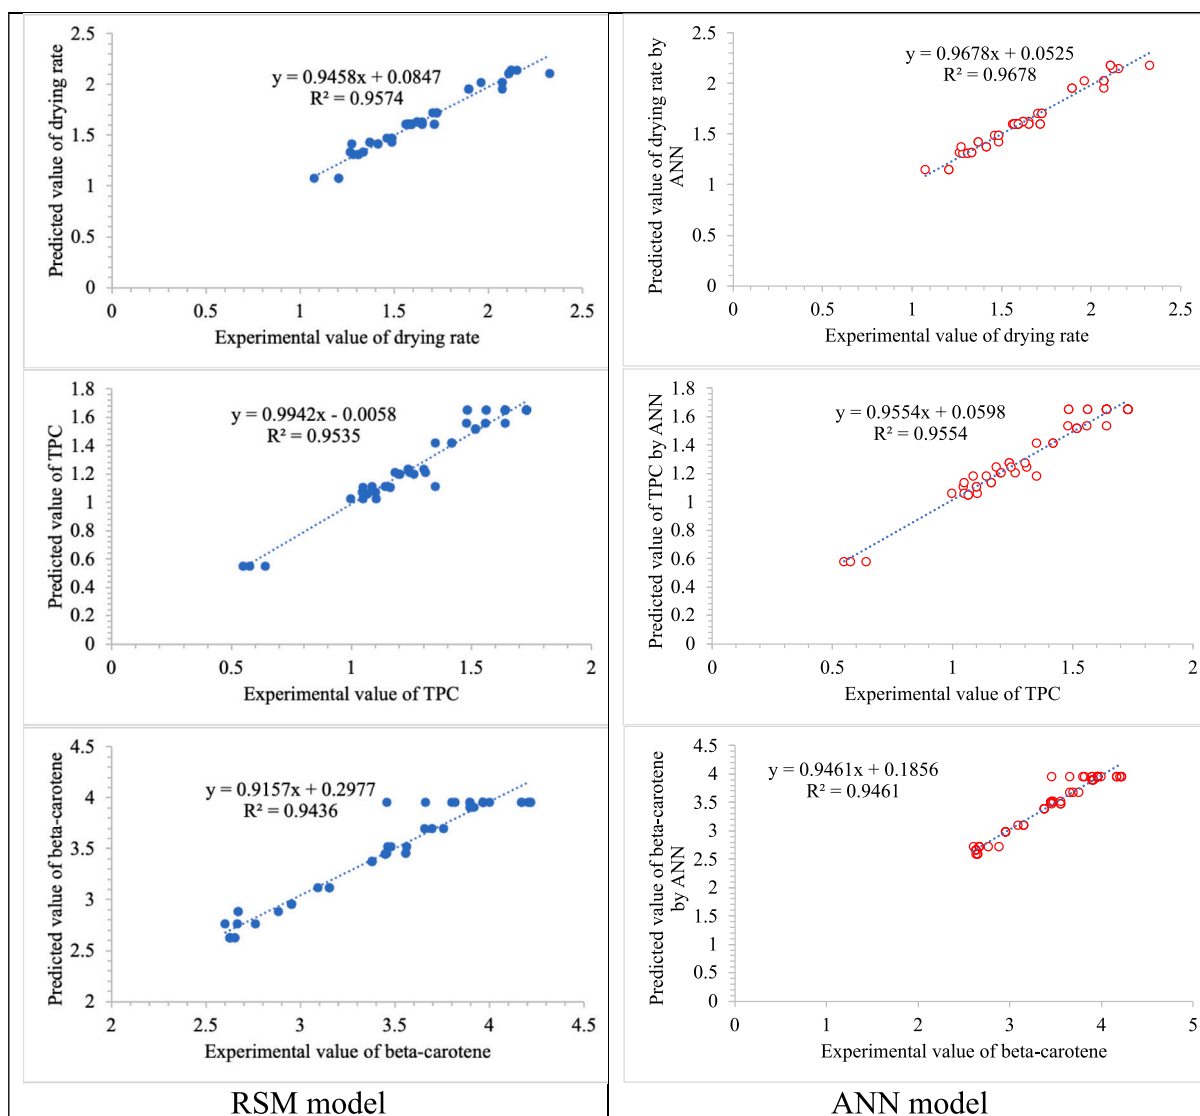 2.5
2
1.5
1
0.5
0
Predicted value of drying rate
y = 0.9458x + 0.0847
R² = 0.9574
0 0.5 1 1.5 2 2.5
Experimental value of drying rate
2.5
2
1.5
1
0.5
0
Predicted value of drying rate by
ANN
y = 0.9678x + 0.0525
R² = 0.9678
0 0.5 1 1.5 2 2.5
Experimental value of drying rate
1.8
1.6
1.4
1.2
1
0.8
0.6
0.4
0.2
0
Predicted value of TPC
y = 0.9942x - 0.0058
R² = 0.9535
0 0.5 1 1.5 2
Experimental value of TPC
1.8
1.6
1.4
1.2
1
0.8
0.6
0.4
0.2
0
Predicted value of TPC by ANN
y = 0.9554x + 0.0598
R² = 0.9554
0 0.5 1 1.5 2
Experimental value of TPC
4.5
4
3.5
3
2.5
2
Predicted value of beta-carotene
y = 0.9157x + 0.2977
R² = 0.9436
2 2.5 3 3.5 4 4.5
Experimental value of beta-carotene
4.5
4
3.5
3
2.5
2
1.5
1
0.5
0
Predicted value of beta-carotene
by ANN
y = 0.9461x + 0.1856
R² = 0.9461
0 1 2 3 4 5
Experimental value of beta-carotene
RSM model
ANN model